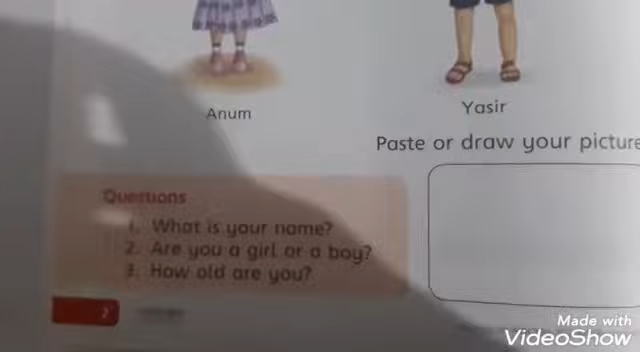 Anum
Yasir
Paste or draw your picture
Questions
1. What is your name?
2. Are you a girl or a boy?
3. How old are you?
2
Made with
VideoShow